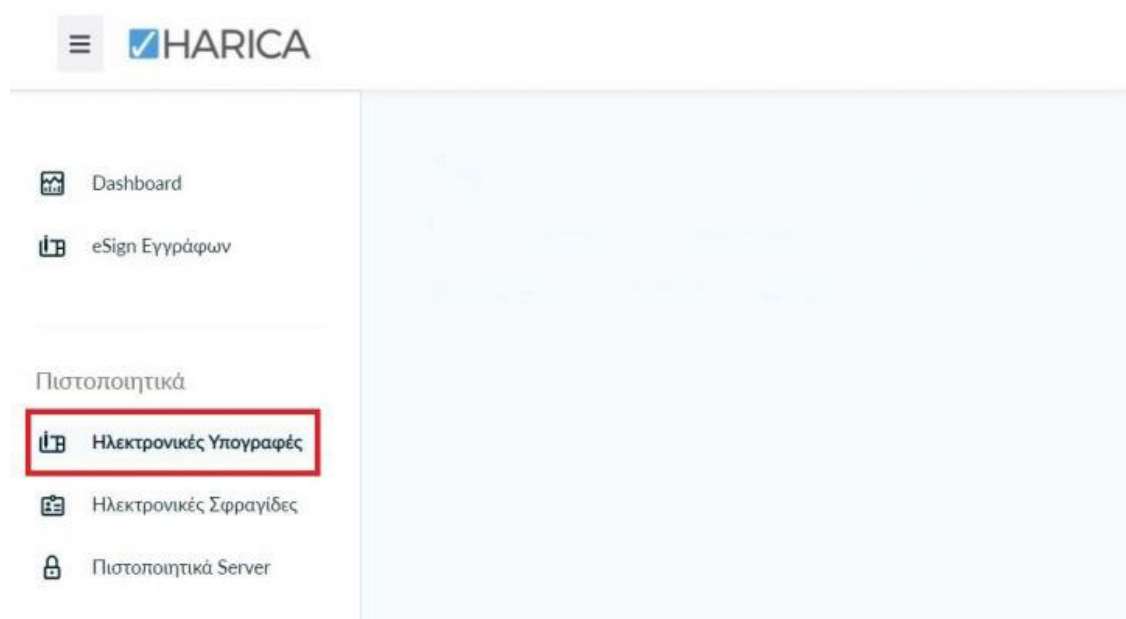 HARICA
Dashboard
eSign Εγγράφων
Πιστοποιητικά
Ηλεκτρονικές Υπογραφές
Ηλεκτρονικές Σφραγίδες
Πιστοποιητικά Server